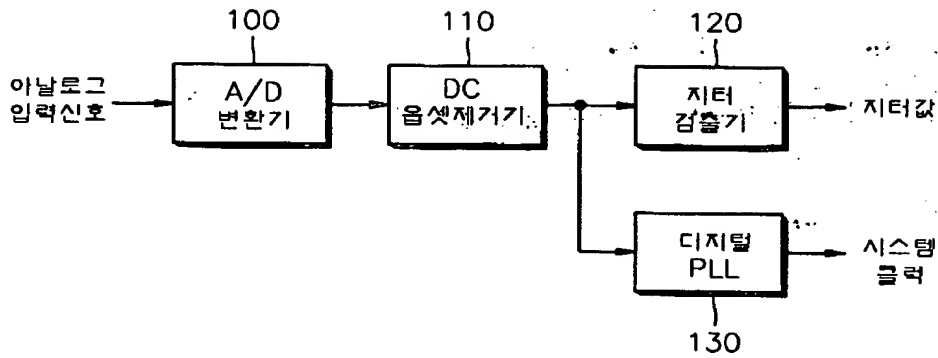 100
110
120
아날로그
입력신호
A/D
변환기
DC
옵셋제거기
지터
검출기
지터값
디지털
PLL
시스템
클럭
130